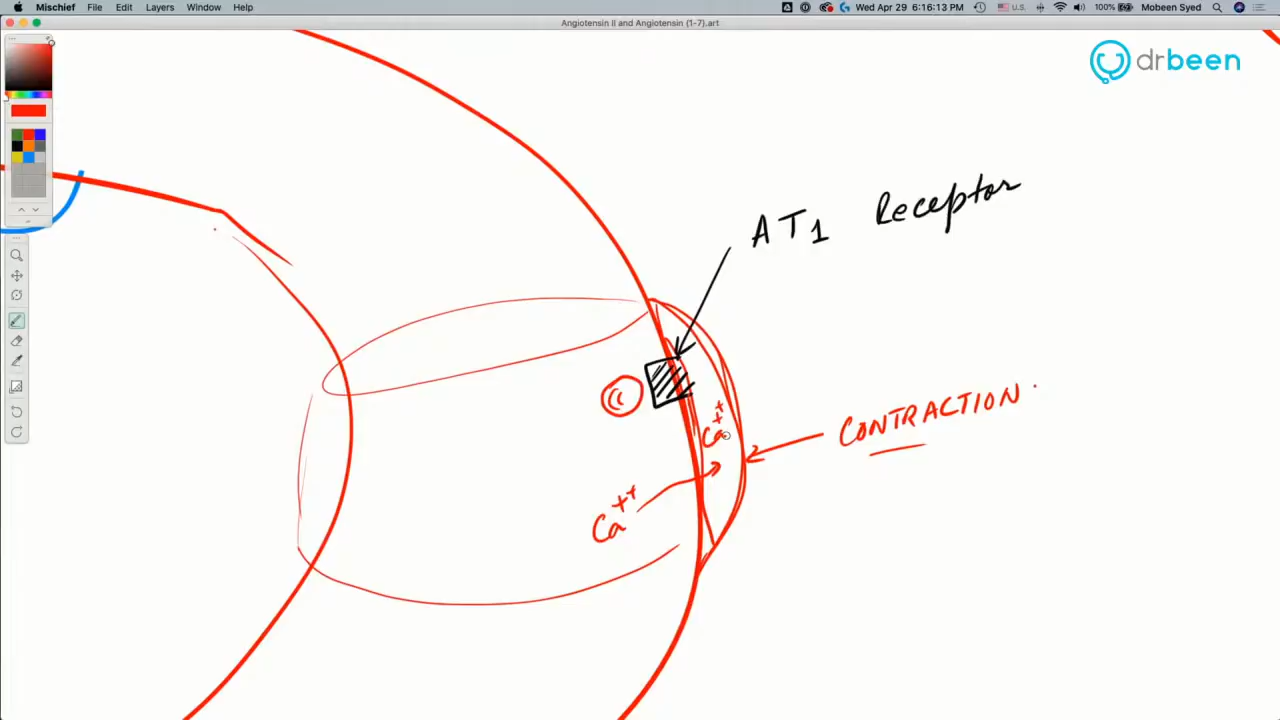 Mischief File Edit Layers Window Help
U.S. Wed Apr 29 6:16:13 PM 100% Mobeen Syed
Angiotensin II and Angiotensin (1-7).art
drbeen
AT1 Receptor
Ca++
CONTRACTION
Ca++